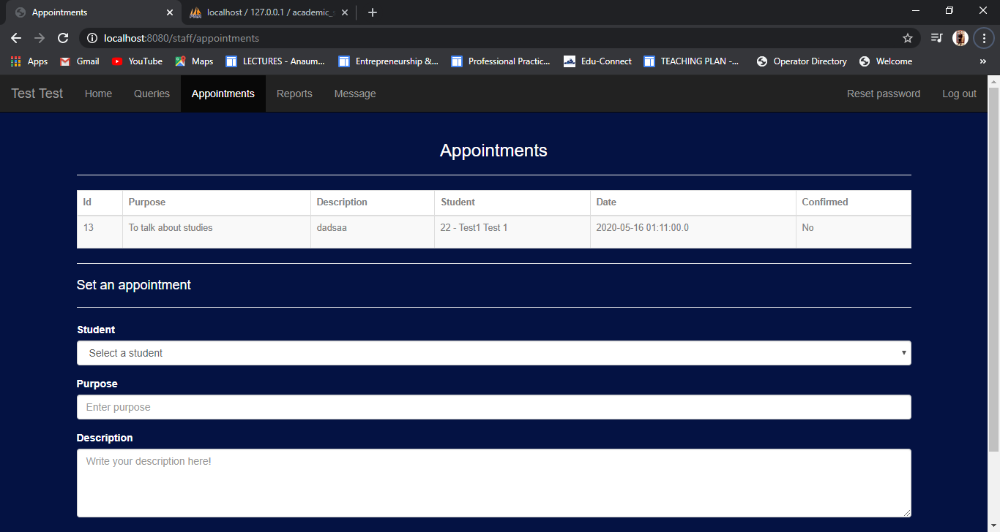 Appointments
localhost / 127.0.0.1 / academic_s
localhost:8080/staff/appointments
Apps Gmail YouTube Maps LECTURES - Anaum... Entrepreneurship &... Professional Practic... Edu-Connect TEACHING PLAN -... Operator Directory Welcome »
Test Test Home Queries Appointments Reports Message Reset password Log out
Appointments
Id Purpose Description Student Date Confirmed
13 To talk about studies dadsaa 22 - Test1 Test 1 2020-05-16 01:11:00.0 No
Set an appointment
Student
Select a student
Purpose
Enter purpose
Description
Write your description here!